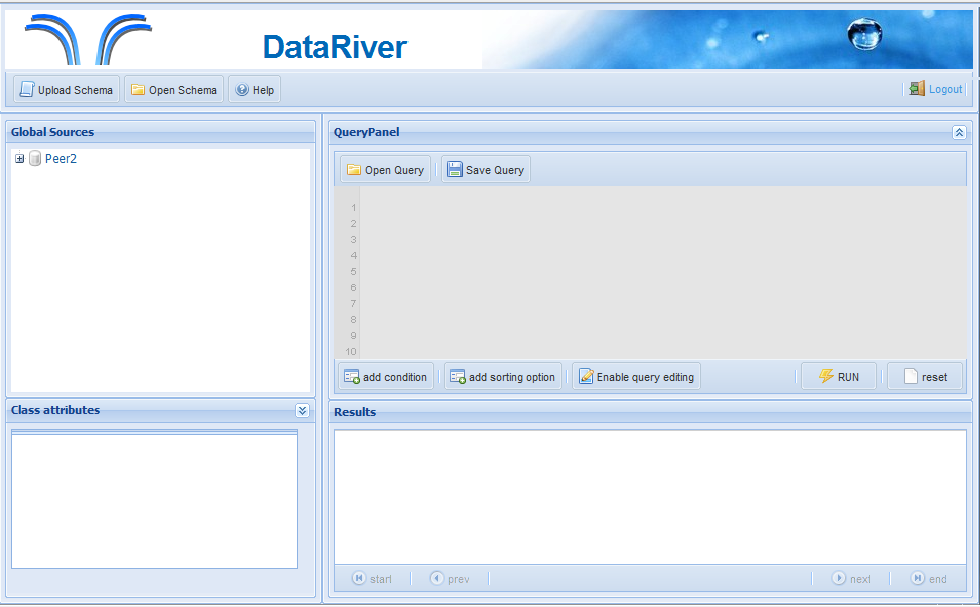 DataRiver
Upload Schema
Open Schema
Help
Logout
Global Sources
Peer2
QueryPanel
Open Query
Save Query
1
2
3
4
5
6
7
8
9
10
add condition
add sorting option
Enable query editing
RUN
reset
Class attributes
Results
start
prev
next
end